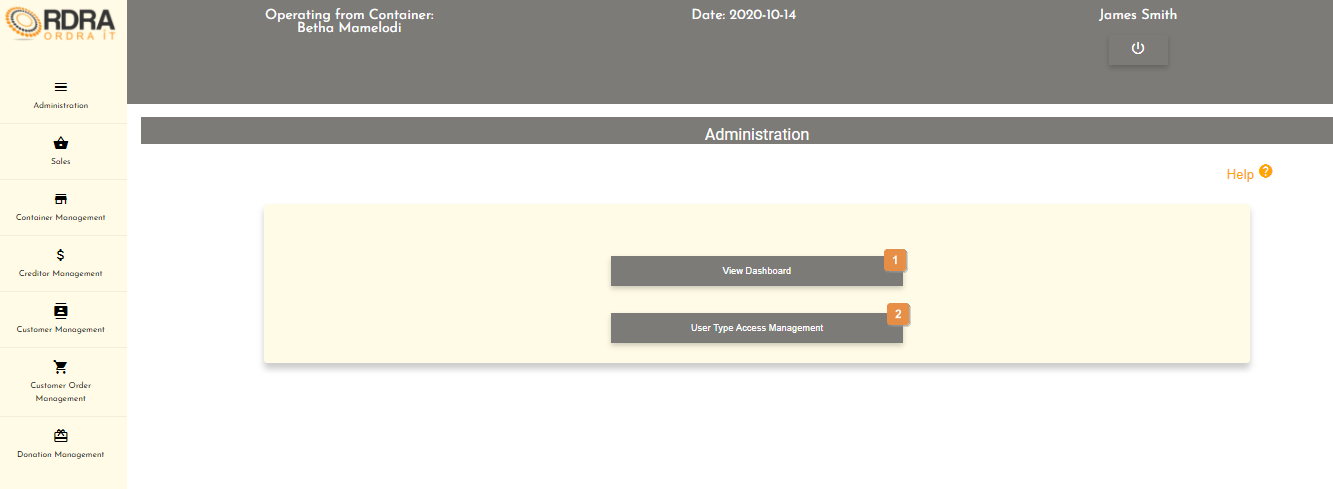 RDRA
ORDRA IT
Operating from Container:
Betha Mamelodi
Date: 2020-10-14
James Smith
Administration
Sales
Container Management
$
Creditor Management
Customer Management
Customer Order
Management
Donation Management
Administration
Help ?
1
View Dashboard
2
User Type Access Management